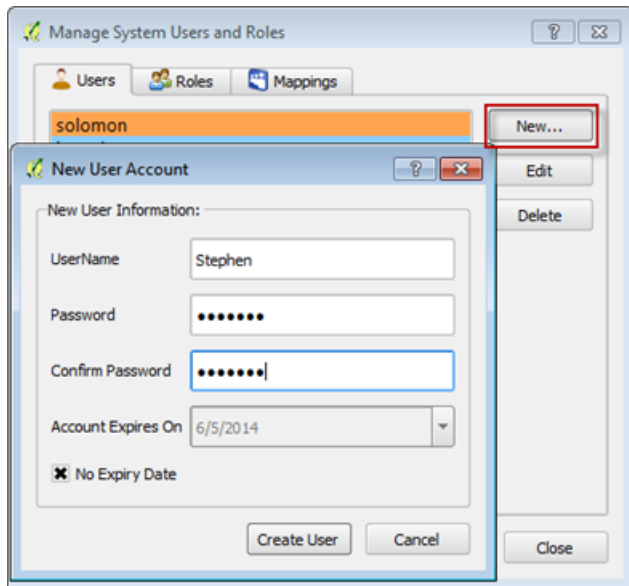 Manage System Users and Roles
Users Roles Mappings
solomon
New...
New User Account
Edit
New User Information:
Delete
UserName Stephen
Password •••••••
Confirm Password •••••••
Account Expires On 6/5/2014
No Expiry Date
Create User Cancel
Close